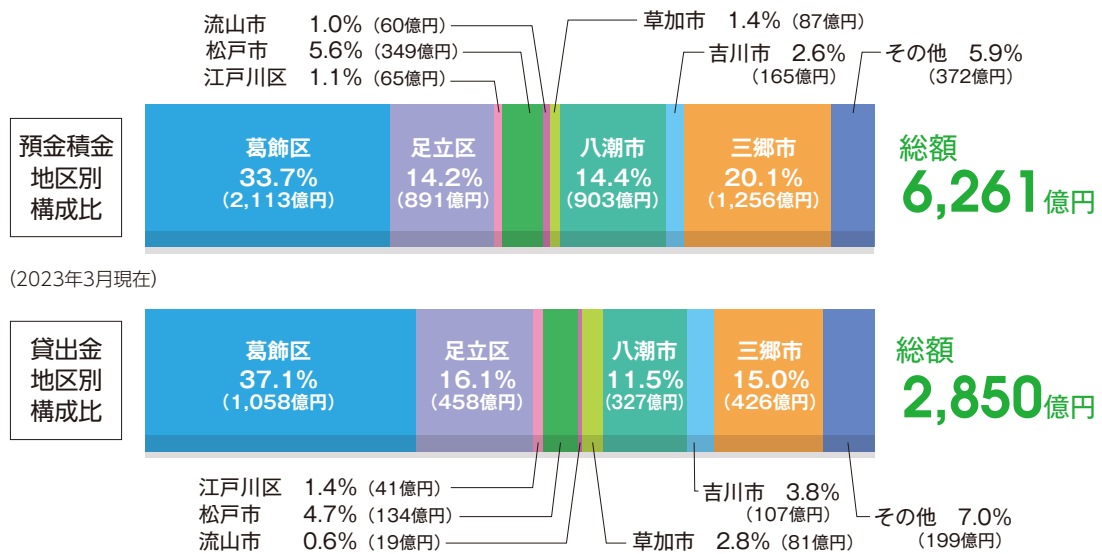 流山市 1.0%（60億円）
松戸市 5.6%（349億円）
江戸川区 1.1%（65億円）
草加市 1.4%（87億円）
吉川市 2.6%
（165億円）
その他 5.9%
（372億円）
預金積金
地区別
構成比
葛飾区
33.7%
（2,113億円）
足立区
14.2%
（891億円）
八潮市
14.4%
（903億円）
三郷市
20.1%
（1,256億円）
総額
6,261億円
(2023年3月現在)
貸出金
地区別
構成比
葛飾区
37.1%
（1,058億円）
足立区
16.1%
（458億円）
八潮市
11.5%
（327億円）
三郷市
15.0%
（426億円）
総額
2,850億円
江戸川区 1.4%（41億円）
松戸市 4.7%（134億円）
流山市 0.6%（19億円）
草加市 2.8%（81億円）
吉川市 3.8%
（107億円）
その他 7.0%
（199億円）